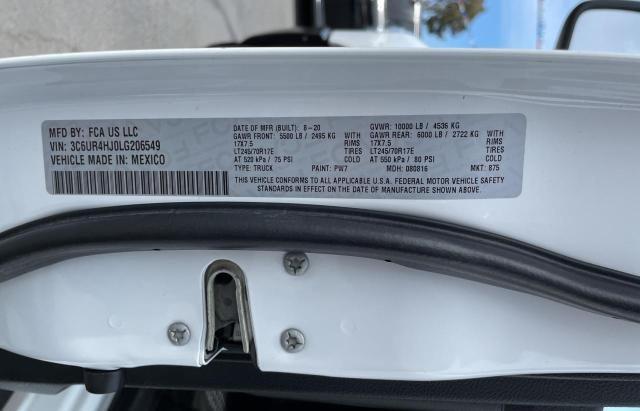 MFD BY: FCA US LLC
VIN: 3C6UR4HJ0LG206549
VEHICLE MADE IN: MEXICO
DATE OF MFR (BUILT): 8-20
GAWR FRONT: 5500 LB / 2495 KG
17X7.5 RIMS
LT245/70R17E TIRES
AT 520 kPa / 75 PSI
TYPE: TRUCK
GVWR: 10000 LB / 4536 KG
GAWR REAR: 6000 LB / 2722 KG
17X7.5 RIMS
LT245/70R17E TIRES
AT 550 kPa / 80 PSI
PAINT: PW7 MDH: 080816 MKT: 875
THIS VEHICLE CONFORMS TO ALL APPLICABLE U.S.A. FEDERAL MOTOR VEHICLE SAFETY
STANDARDS IN EFFECT ON THE DATE OF MANUFACTURE SHOWN ABOVE.